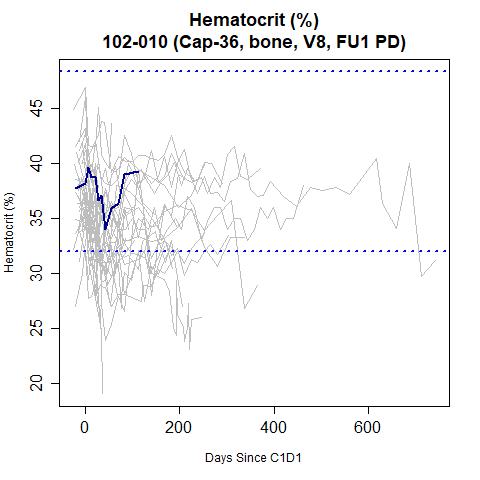 Hematocrit (%)
102-010 (Cap-36, bone, V8, FU1 PD)
Hematocrit (%)
45
40
35
30
25
20
0
200
400
600
Days Since C1D1